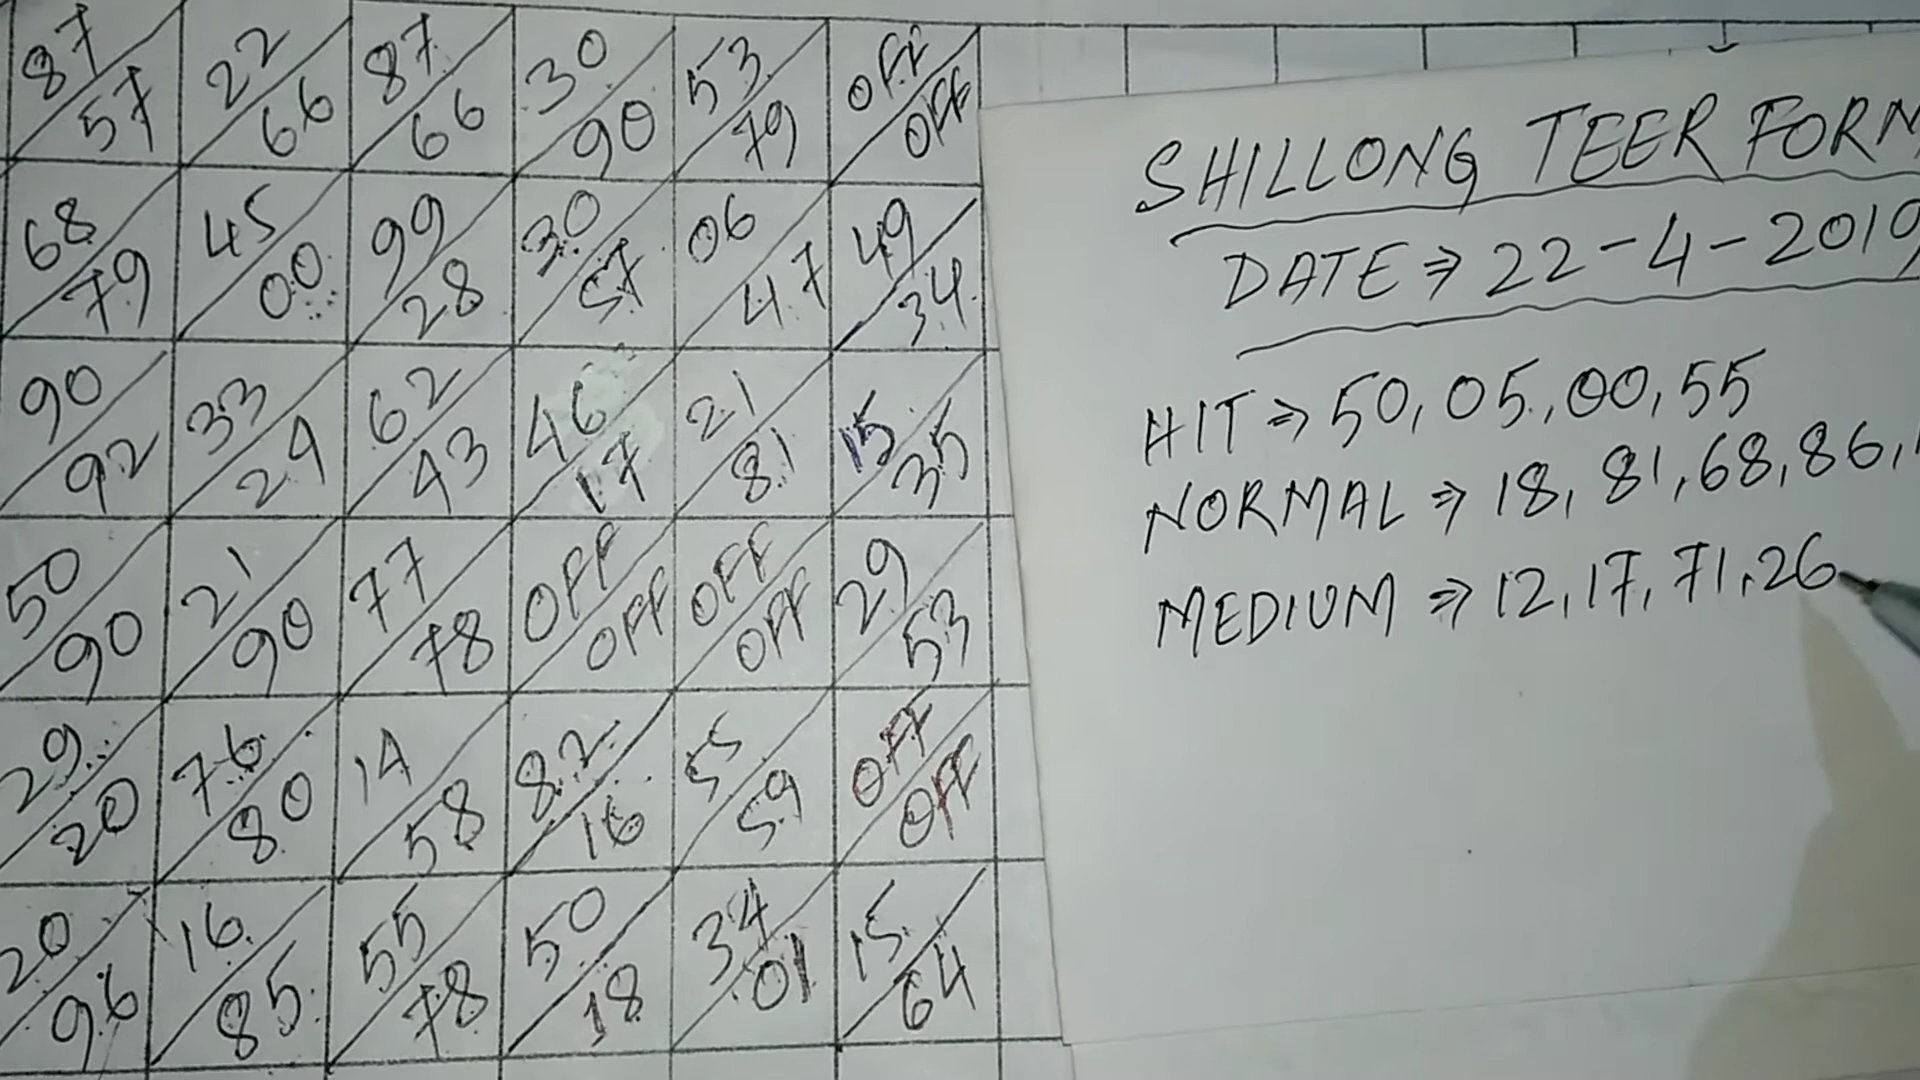 87/57 22/66 87/66 30/90 53/79 OFF/OFF
68/79 45/00 99/28 30/57 06/47 49/34
90/92 33/29 62/43 46/17 21/81 15/35
50/90 21/90 77/78 OFF/OFF OFF/OFF 29/53
29/20 76/80 14/58 82/16 55/59 OFF/OFF
20/96 16/85 55/78 50/18 34/01 15/64
SHILLONG TEER FORM
DATE ⇒ 22-4-2019
HIT ⇒ 50, 05, 00, 55
NORMAL ⇒ 18, 81, 68, 86,
MEDIUM ⇒ 12, 17, 71, 26